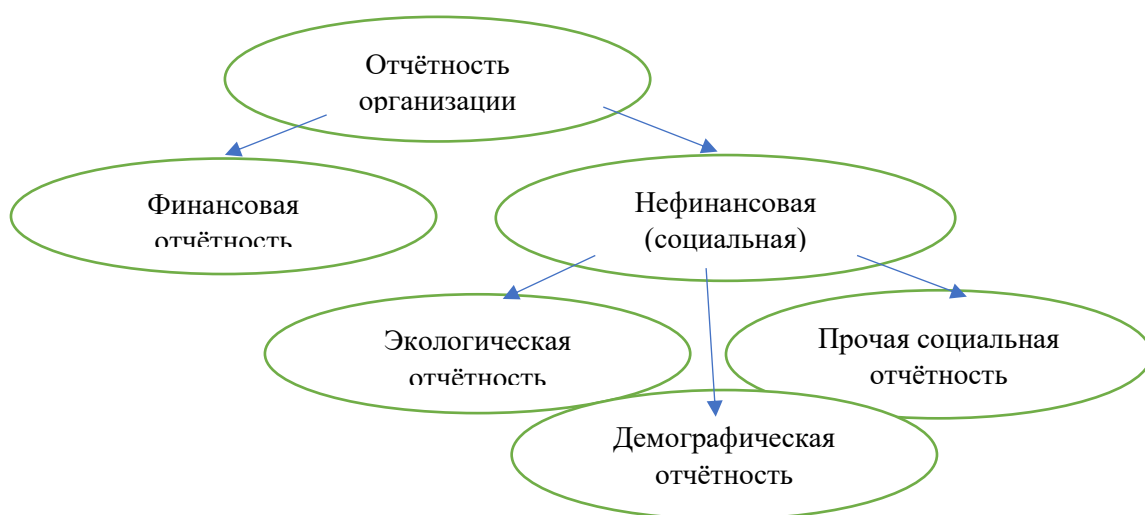 Отчётность
организации
Финансовая
отчётность
Нефинансовая
(социальная)
Экологическая
отчётность
Прочая социальная
отчётность
Демографическая
отчётность